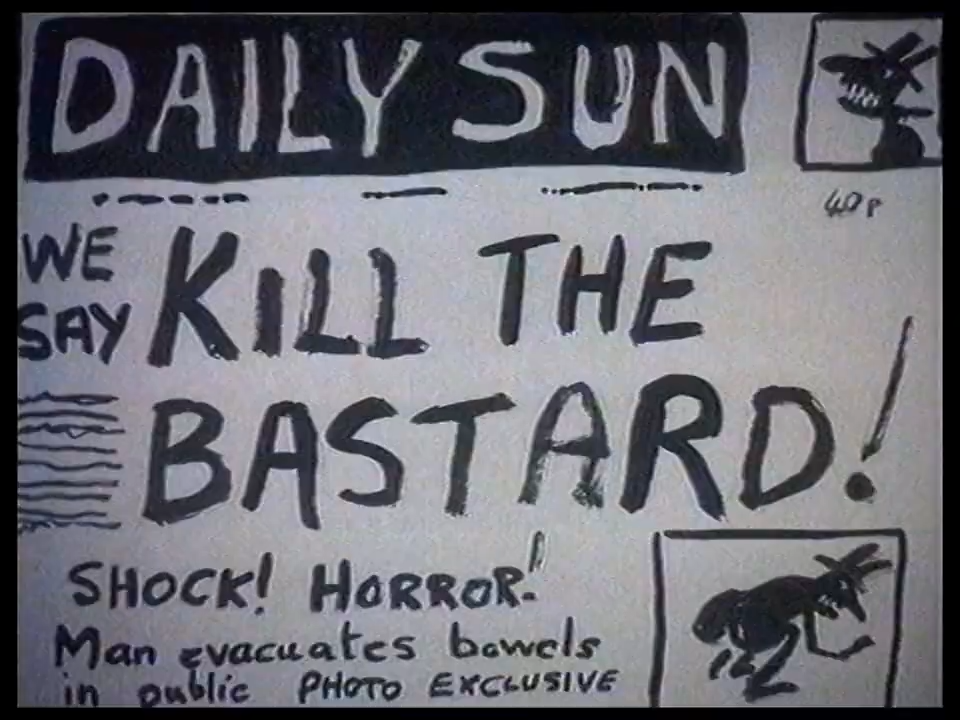 DAILY SUN
40p
WE SAY
KILL THE
BASTARD!
SHOCK! HORROR!
Man evacuates bowels
in public PHOTO EXCLUSIVE